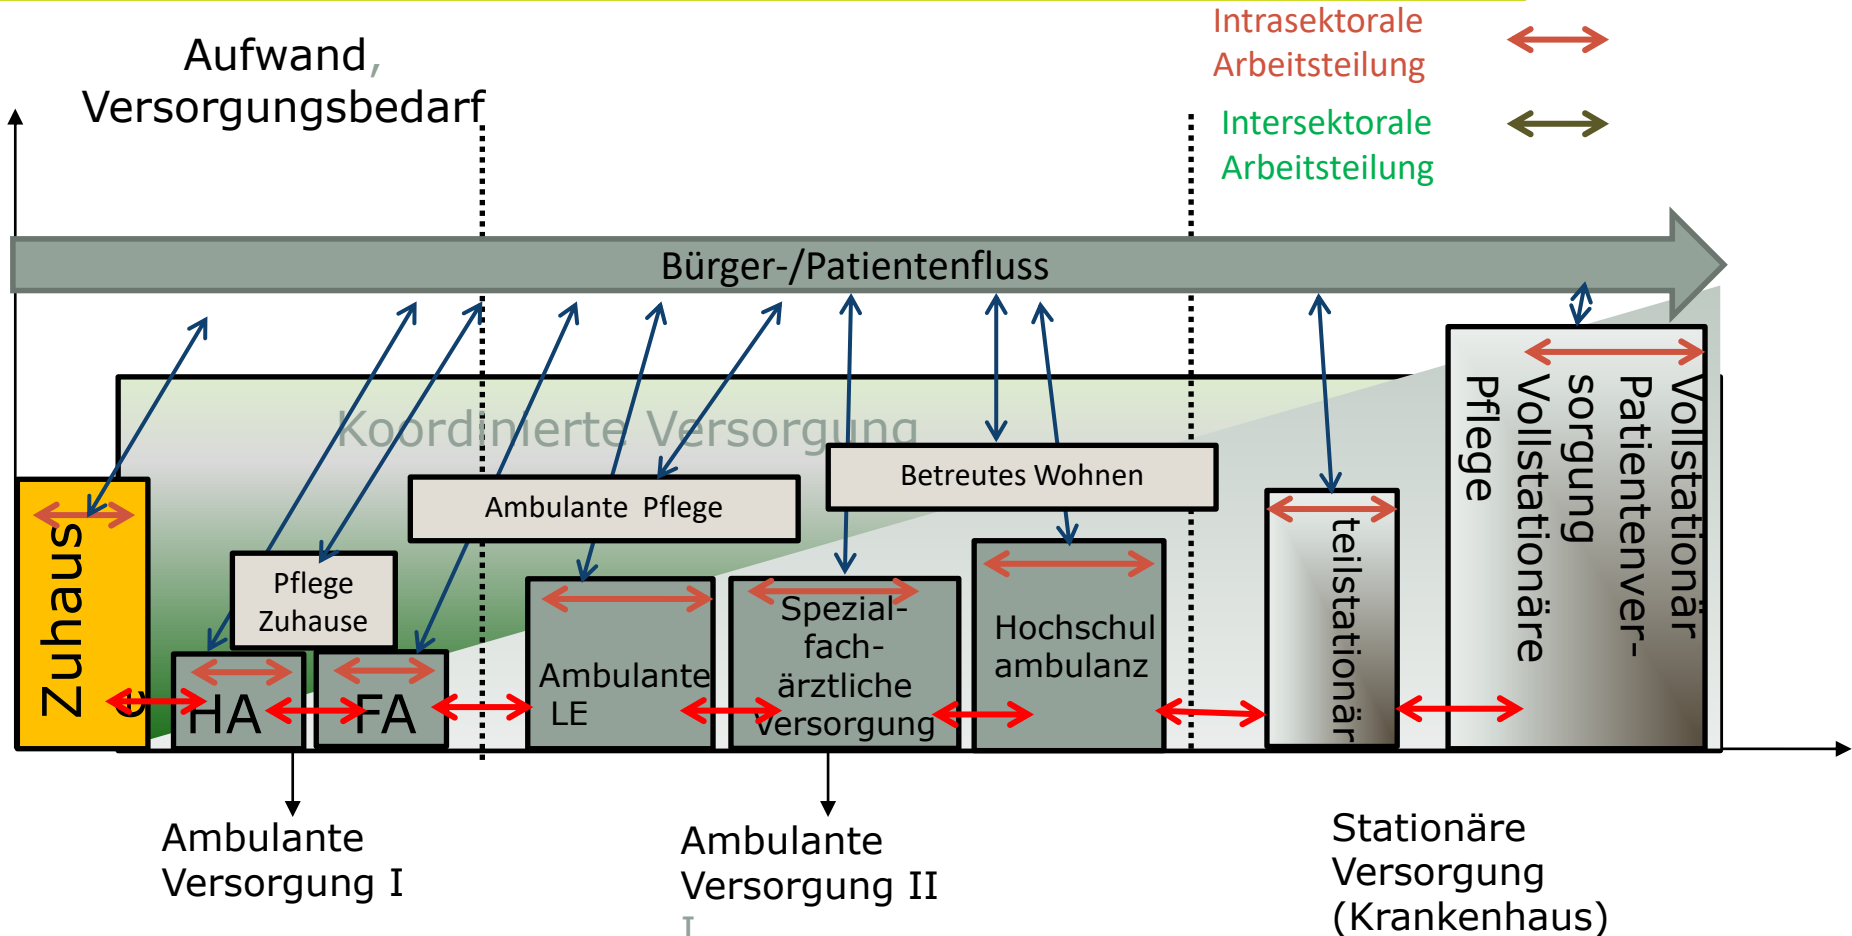 Intrasektorale
Arbeitsteilung
Aufwand,
Versorgungsbedarf
Intersektorale
Arbeitsteilung
Bürger-/Patientenfluss
Koordinierte Versorgung
Betreutes Wohnen
Ambulante Pflege
Pflege
Zuhause
Zuhaus
e
HA
FA
Ambulante
LE
Spezial-
fach-
ärztliche
Versorgung
Hochschul
ambulanz
teilstationär
Vollstationär
Patientenver-
sorgung
Vollstationäre
Pflege
Ambulante
Versorgung I
Ambulante
Versorgung II
I
Stationäre
Versorgung
(Krankenhaus)